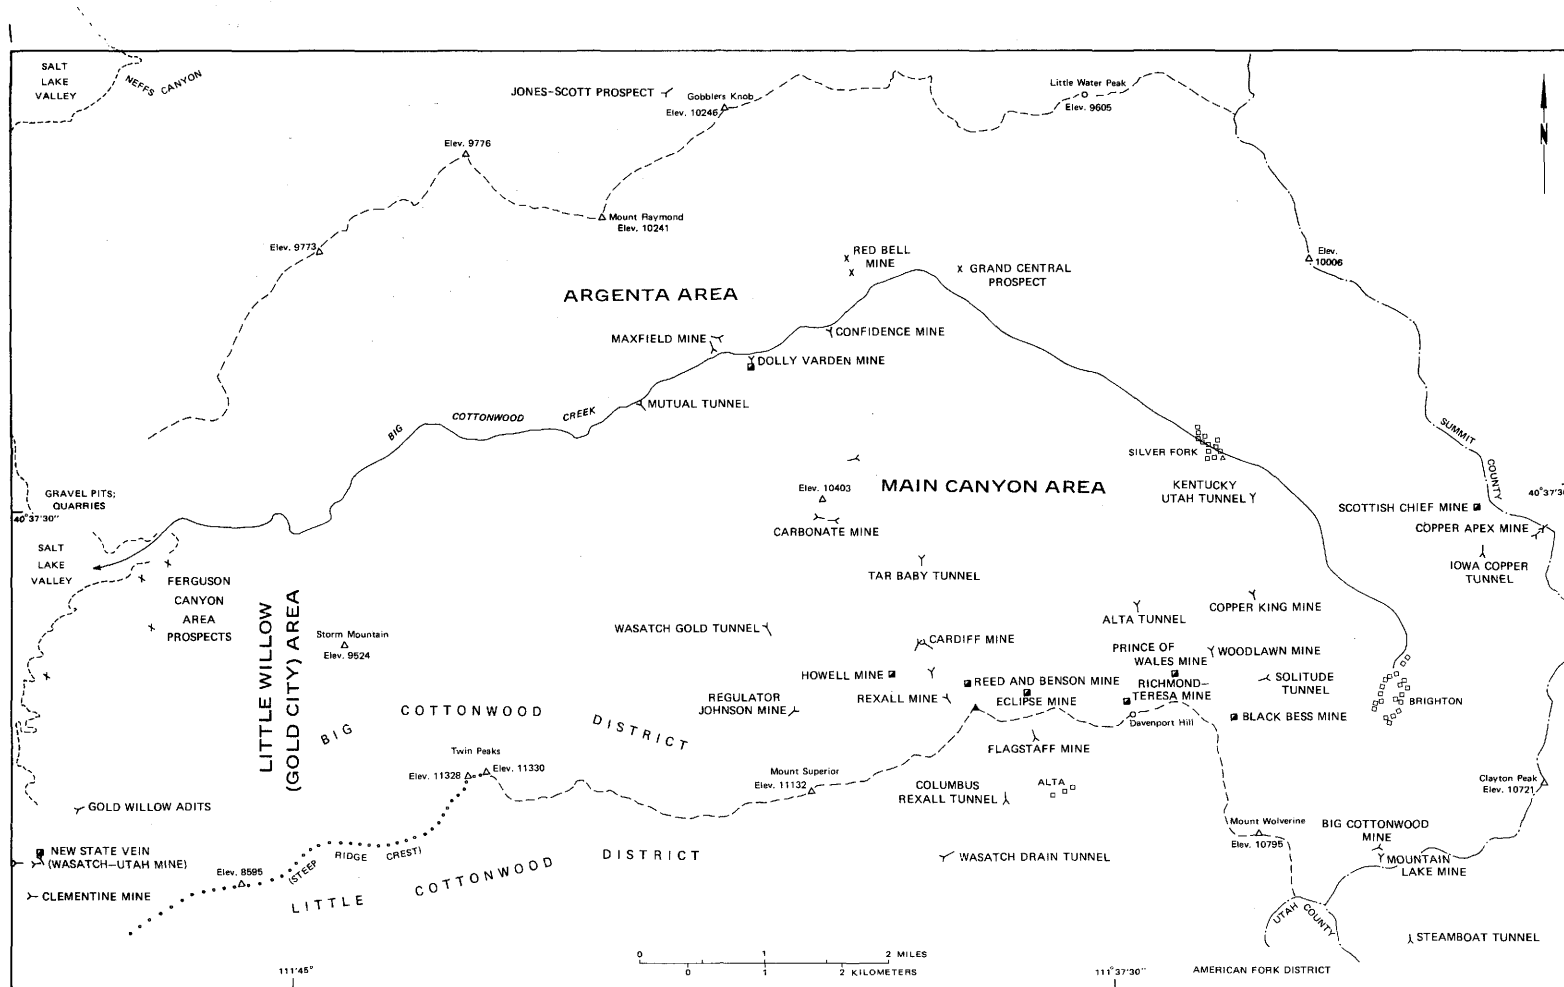 SALT
LAKE
VALLEY
NEFFS CANYON
JONES-SCOTT PROSPECT
Gobblers Knob
Elev. 10246
Little Water Peak
Elev. 9605
N
Elev. 9776
Mount Raymond
Elev. 10241
Elev. 9773
RED BELL
MINE
GRAND CENTRAL
PROSPECT
Elev.
10006
ARGENTA AREA
MAXFIELD MINE
CONFIDENCE MINE
DOLLY VARDEN MINE
MUTUAL TUNNEL
BIG COTTONWOOD CREEK
SUMMIT COUNTY
SILVER FORK
Elev. 10403
MAIN CANYON AREA
KENTUCKY
UTAH TUNNEL
GRAVEL PITS;
QUARRIES
40°37'30"
40°37'30
SCOTTISH CHIEF MINE
COPPER APEX MINE
CARBONATE MINE
SALT
LAKE
VALLEY
IOWA COPPER
TUNNEL
TAR BABY TUNNEL
FERGUSON
CANYON
AREA
PROSPECTS
LITTLE WILLOW
(GOLD CITY) AREA
Storm Mountain
Elev. 9524
WASATCH GOLD TUNNEL
CARDIFF MINE
ALTA TUNNEL
COPPER KING MINE
PRINCE OF
WALES MINE
WOODLAWN MINE
HOWELL MINE
REED AND BENSON MINE
RICHMOND-
TERESA MINE
SOLITUDE
TUNNEL
REGULATOR
JOHNSON MINE
REXALL MINE
ECLIPSE MINE
BRIGHTON
BIG COTTONWOOD DISTRICT
Davenport Hill
BLACK BESS MINE
FLAGSTAFF MINE
Twin Peaks
Elev. 11328
Elev. 11330
Mount Superior
Elev. 11132
COLUMBUS
REXALL TUNNEL
ALTA
Clayton Peak
Elev. 10721
GOLD WILLOW ADITS
Mount Wolverine
Elev. 10795
BIG COTTONWOOD
MINE
NEW STATE VEIN
(WASATCH-UTAH MINE)
(STEEP RIDGE CREST)
WASATCH DRAIN TUNNEL
MOUNTAIN
LAKE MINE
Elev. 8595
CLEMENTINE MINE
LITTLE COTTONWOOD DISTRICT
UTAH COUNTY
STEAMBOAT TUNNEL
0 1 2 MILES
0 1 2 KILOMETERS
111°45'
111°37'30"
AMERICAN FORK DISTRICT